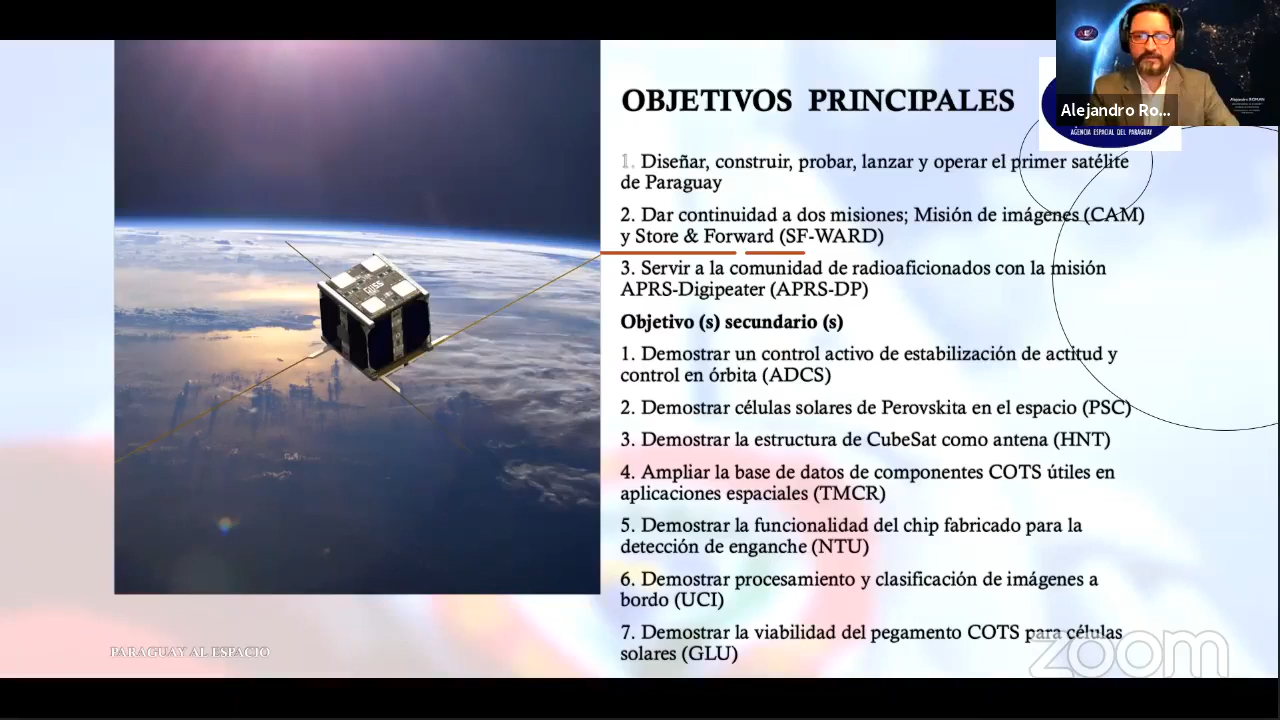 OBJETIVOS PRINCIPALES
Alejandro Ro...
AGENCIA ESPACIAL DEL PARAGUAY
1. Diseñar, construir, probar, lanzar y operar el primer satélite
de Paraguay
2. Dar continuidad a dos misiones; Misión de imágenes (CAM)
y Store & Forward (SF-WARD)
3. Servir a la comunidad de radioaficionados con la misión
APRS-Digipeater (APRS-DP)
Objetivo (s) secundario (s)
1. Demostrar un control activo de estabilización de actitud y
control en órbita (ADCS)
2. Demostrar células solares de Perovskita en el espacio (PSC)
3. Demostrar la estructura de CubeSat como antena (HNT)
4. Ampliar la base de datos de componentes COTS útiles en
aplicaciones espaciales (TMCR)
5. Demostrar la funcionalidad del chip fabricado para la
detección de enganche (NTU)
6. Demostrar procesamiento y clasificación de imágenes a
bordo (UCI)
7. Demostrar la viabilidad del pegamento COTS para células
solares (GLU)
PARAGUAY AL ESPACIO
zoom